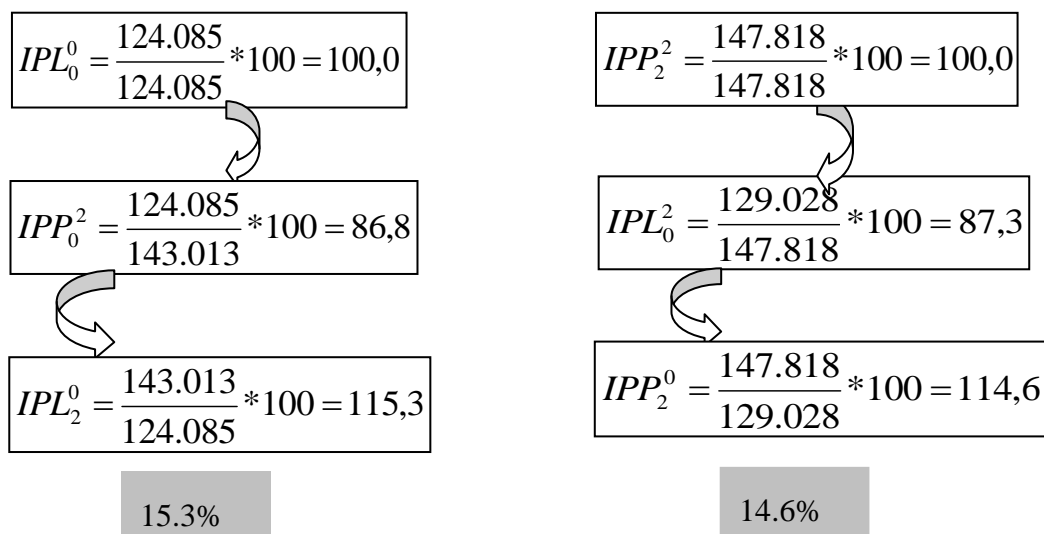 IPL_0^0 = 124.085/124.085 *100 = 100,0
IPP_0^2 = 124.085/143.013 *100 = 86,8
IPL_2^0 = 143.013/124.085 *100 = 115,3
15.3%
IPP_2^2 = 147.818/147.818 *100 = 100,0
IPL_0^2 = 129.028/147.818 *100 = 87,3
IPP_2^0 = 147.818/129.028 *100 = 114,6
14.6%